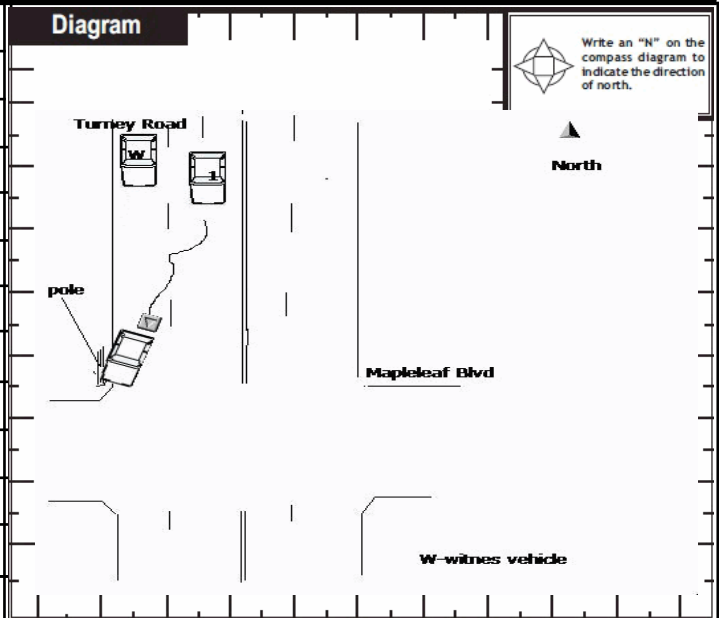 Diagram
Write an "N" on the
compass diagram to
indicate the direction
of north.
Turney Road
W
1
North
pole
Mapleleaf Blvd
W-witnes vehicle